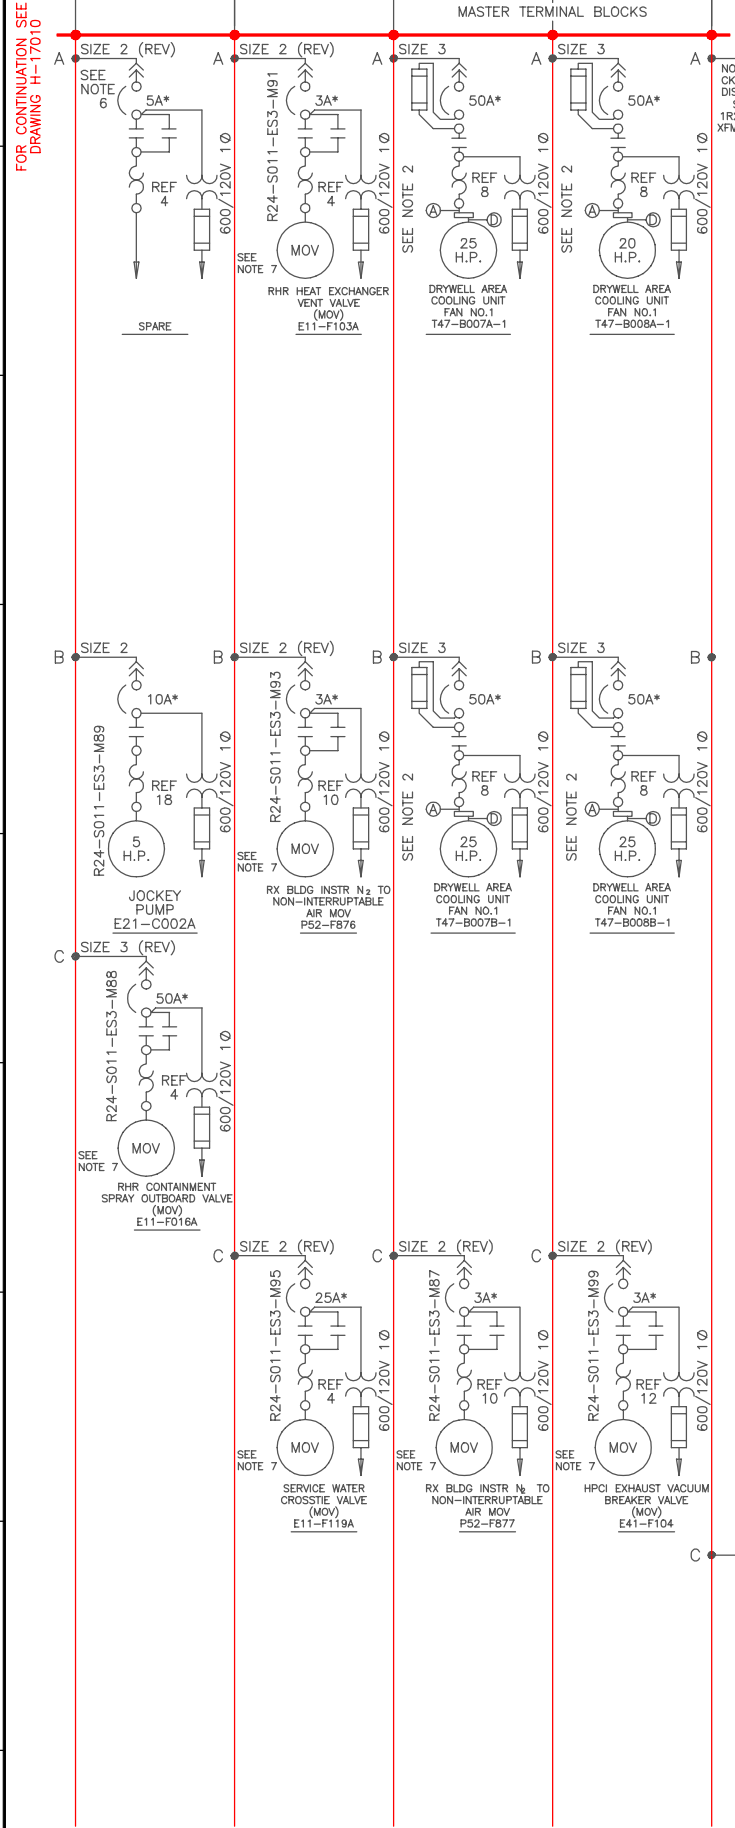 MASTER TERMINAL BLOCKS
FOR CONTINUATION SEE
DRAWING H-17010
A
SIZE 2 (REV)
SEE
NOTE
6
5A*
REF
4
600/120V 1Ø
SPARE
A
SIZE 2 (REV)
R24-S011-ES3-M91
3A*
REF
4
600/120V 1Ø
MOV
SEE
NOTE 7
RHR HEAT EXCHANGER
VENT VALVE
(MOV)
E11-F103A
A
SIZE 3
50A*
SEE NOTE 2
REF
8
600/120V 1Ø
A
D
25
H.P.
DRYWELL AREA
COOLING UNIT
FAN NO.1
T47-B007A-1
A
SIZE 3
50A*
SEE NOTE 2
REF
8
600/120V 1Ø
A
D
20
H.P.
DRYWELL AREA
COOLING UNIT
FAN NO.1
T47-B008A-1
A
NO
CK
DIS
S
1R2
XFM
B
SIZE 2
10A*
R24-S011-ES3-M89
REF
18
600/120V 1Ø
5
H.P.
JOCKEY
PUMP
E21-C002A
B
SIZE 2 (REV)
R24-S011-ES3-M93
3A*
REF
10
600/120V 1Ø
MOV
SEE
NOTE 7
RX BLDG INSTR N₂ TO
NON-INTERRUPTABLE
AIR MOV
P52-F876
B
SIZE 3
50A*
SEE NOTE 2
REF
8
600/120V 1Ø
A
D
25
H.P.
DRYWELL AREA
COOLING UNIT
FAN NO.1
T47-B007B-1
B
SIZE 3
50A*
SEE NOTE 2
REF
8
600/120V 1Ø
A
D
25
H.P.
DRYWELL AREA
COOLING UNIT
FAN NO.1
T47-B008B-1
B
C
SIZE 3 (REV)
R24-S011-ES3-M88
50A*
REF
4
600/120V 1Ø
MOV
SEE
NOTE 7
RHR CONTAINMENT
SPRAY OUTBOARD VALVE
(MOV)
E11-F016A
C
SIZE 2 (REV)
R24-S011-ES3-M95
25A*
REF
4
600/120V 1Ø
MOV
SEE
NOTE 7
SERVICE WATER
CROSSTIE VALVE
(MOV)
E11-F119A
C
SIZE 2 (REV)
R24-S011-ES3-M87
3A*
REF
10
600/120V 1Ø
MOV
SEE
NOTE 7
RX BLDG INSTR N₂ TO
NON-INTERRUPTABLE
AIR MOV
P52-F877
C
SIZE 2 (REV)
R24-S011-ES3-M99
3A*
REF
12
600/120V 1Ø
MOV
SEE
NOTE 7
HPCI EXHAUST VACUUM
BREAKER VALVE
(MOV)
E41-F104
C